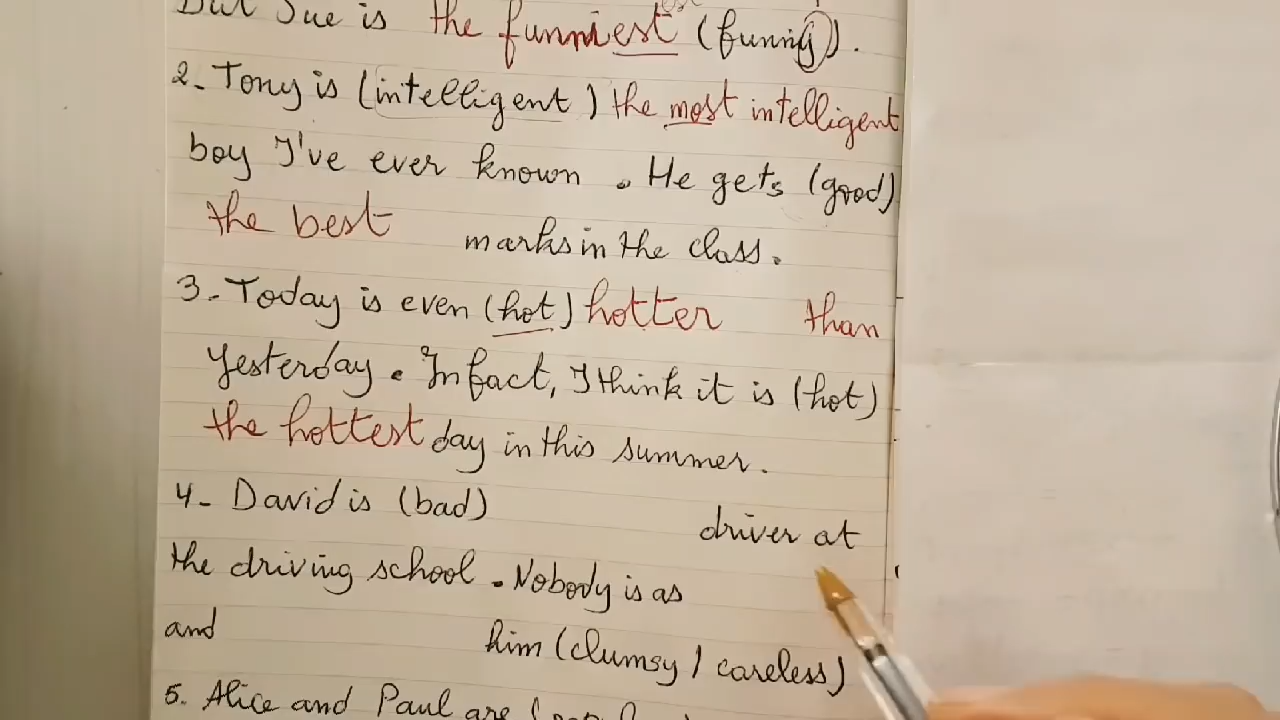 But Sue is the funniest (funny).
2- Tony is (intelligent) the most intelligent
boy I've ever known. He gets (good)
the best marks in the class.
3- Today is even (hot) hotter than
yesterday. In fact, I think it is (hot)
the hottest day in this summer.
4- David is (bad) driver at
the driving school. Nobody is as
and him (clumsy / careless)
5. Alice and Paul are